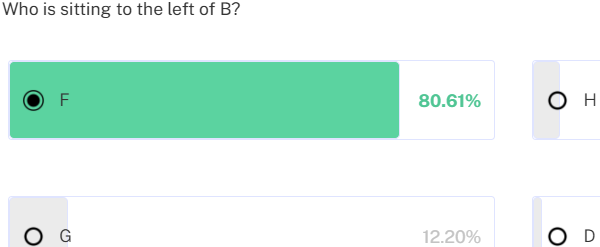 Who is sitting to the left of B?
F 80.61% H
G 12.20% D